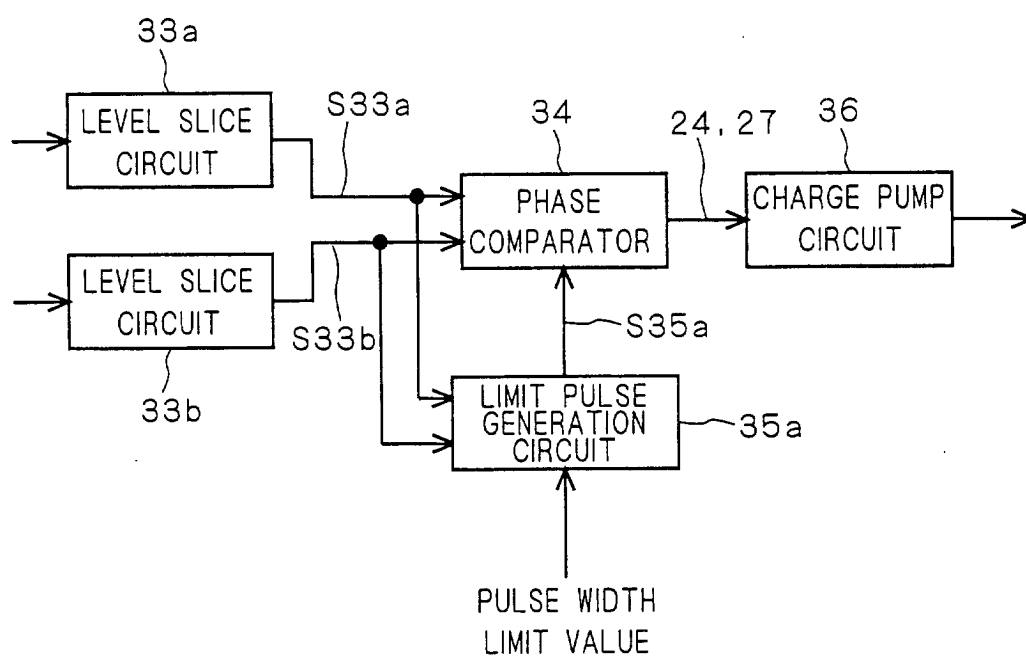 33a
LEVEL SLICE
CIRCUIT
S33a
34
24, 27
36
PHASE
COMPARATOR
CHARGE PUMP
CIRCUIT
LEVEL SLICE
CIRCUIT
S33b
33b
S35a
LIMIT PULSE
GENERATION
CIRCUIT
35a
PULSE WIDTH
LIMIT VALUE